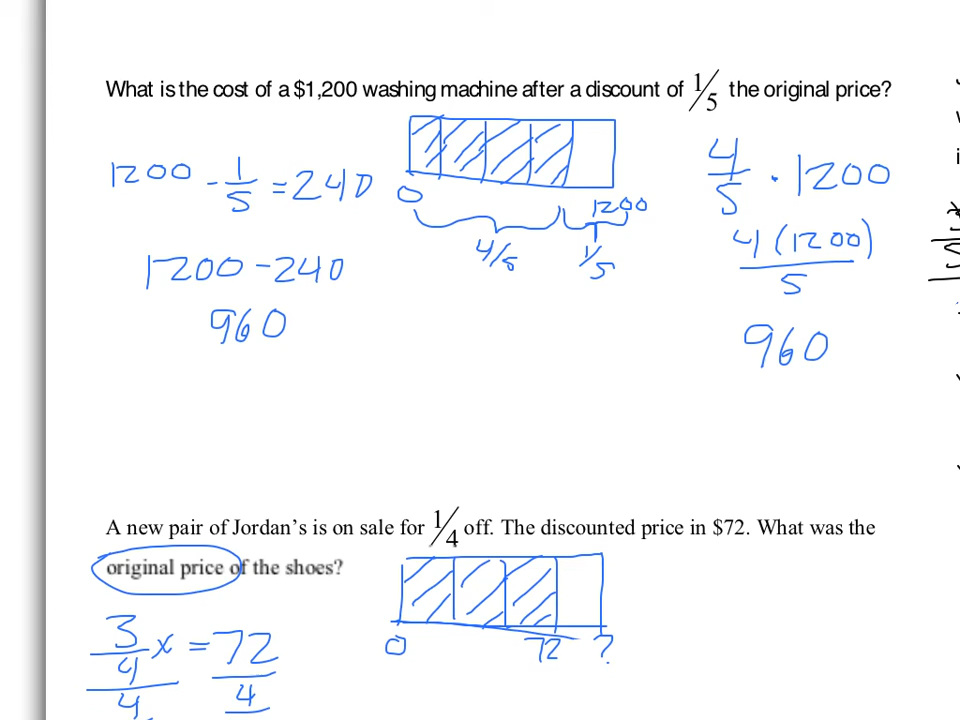 What is the cost of a $1,200 washing machine after a discount of 1/5 the original price?
1200 - 1/5 = 240
1200 - 240
960
0 1200
4/5 1/5
4/5 · 1200
4(1200)/5
960
A new pair of Jordan's is on sale for 1/4 off. The discounted price in $72. What was the
original price of the shoes?
0 72 ?
3/4 x = 72
4 4